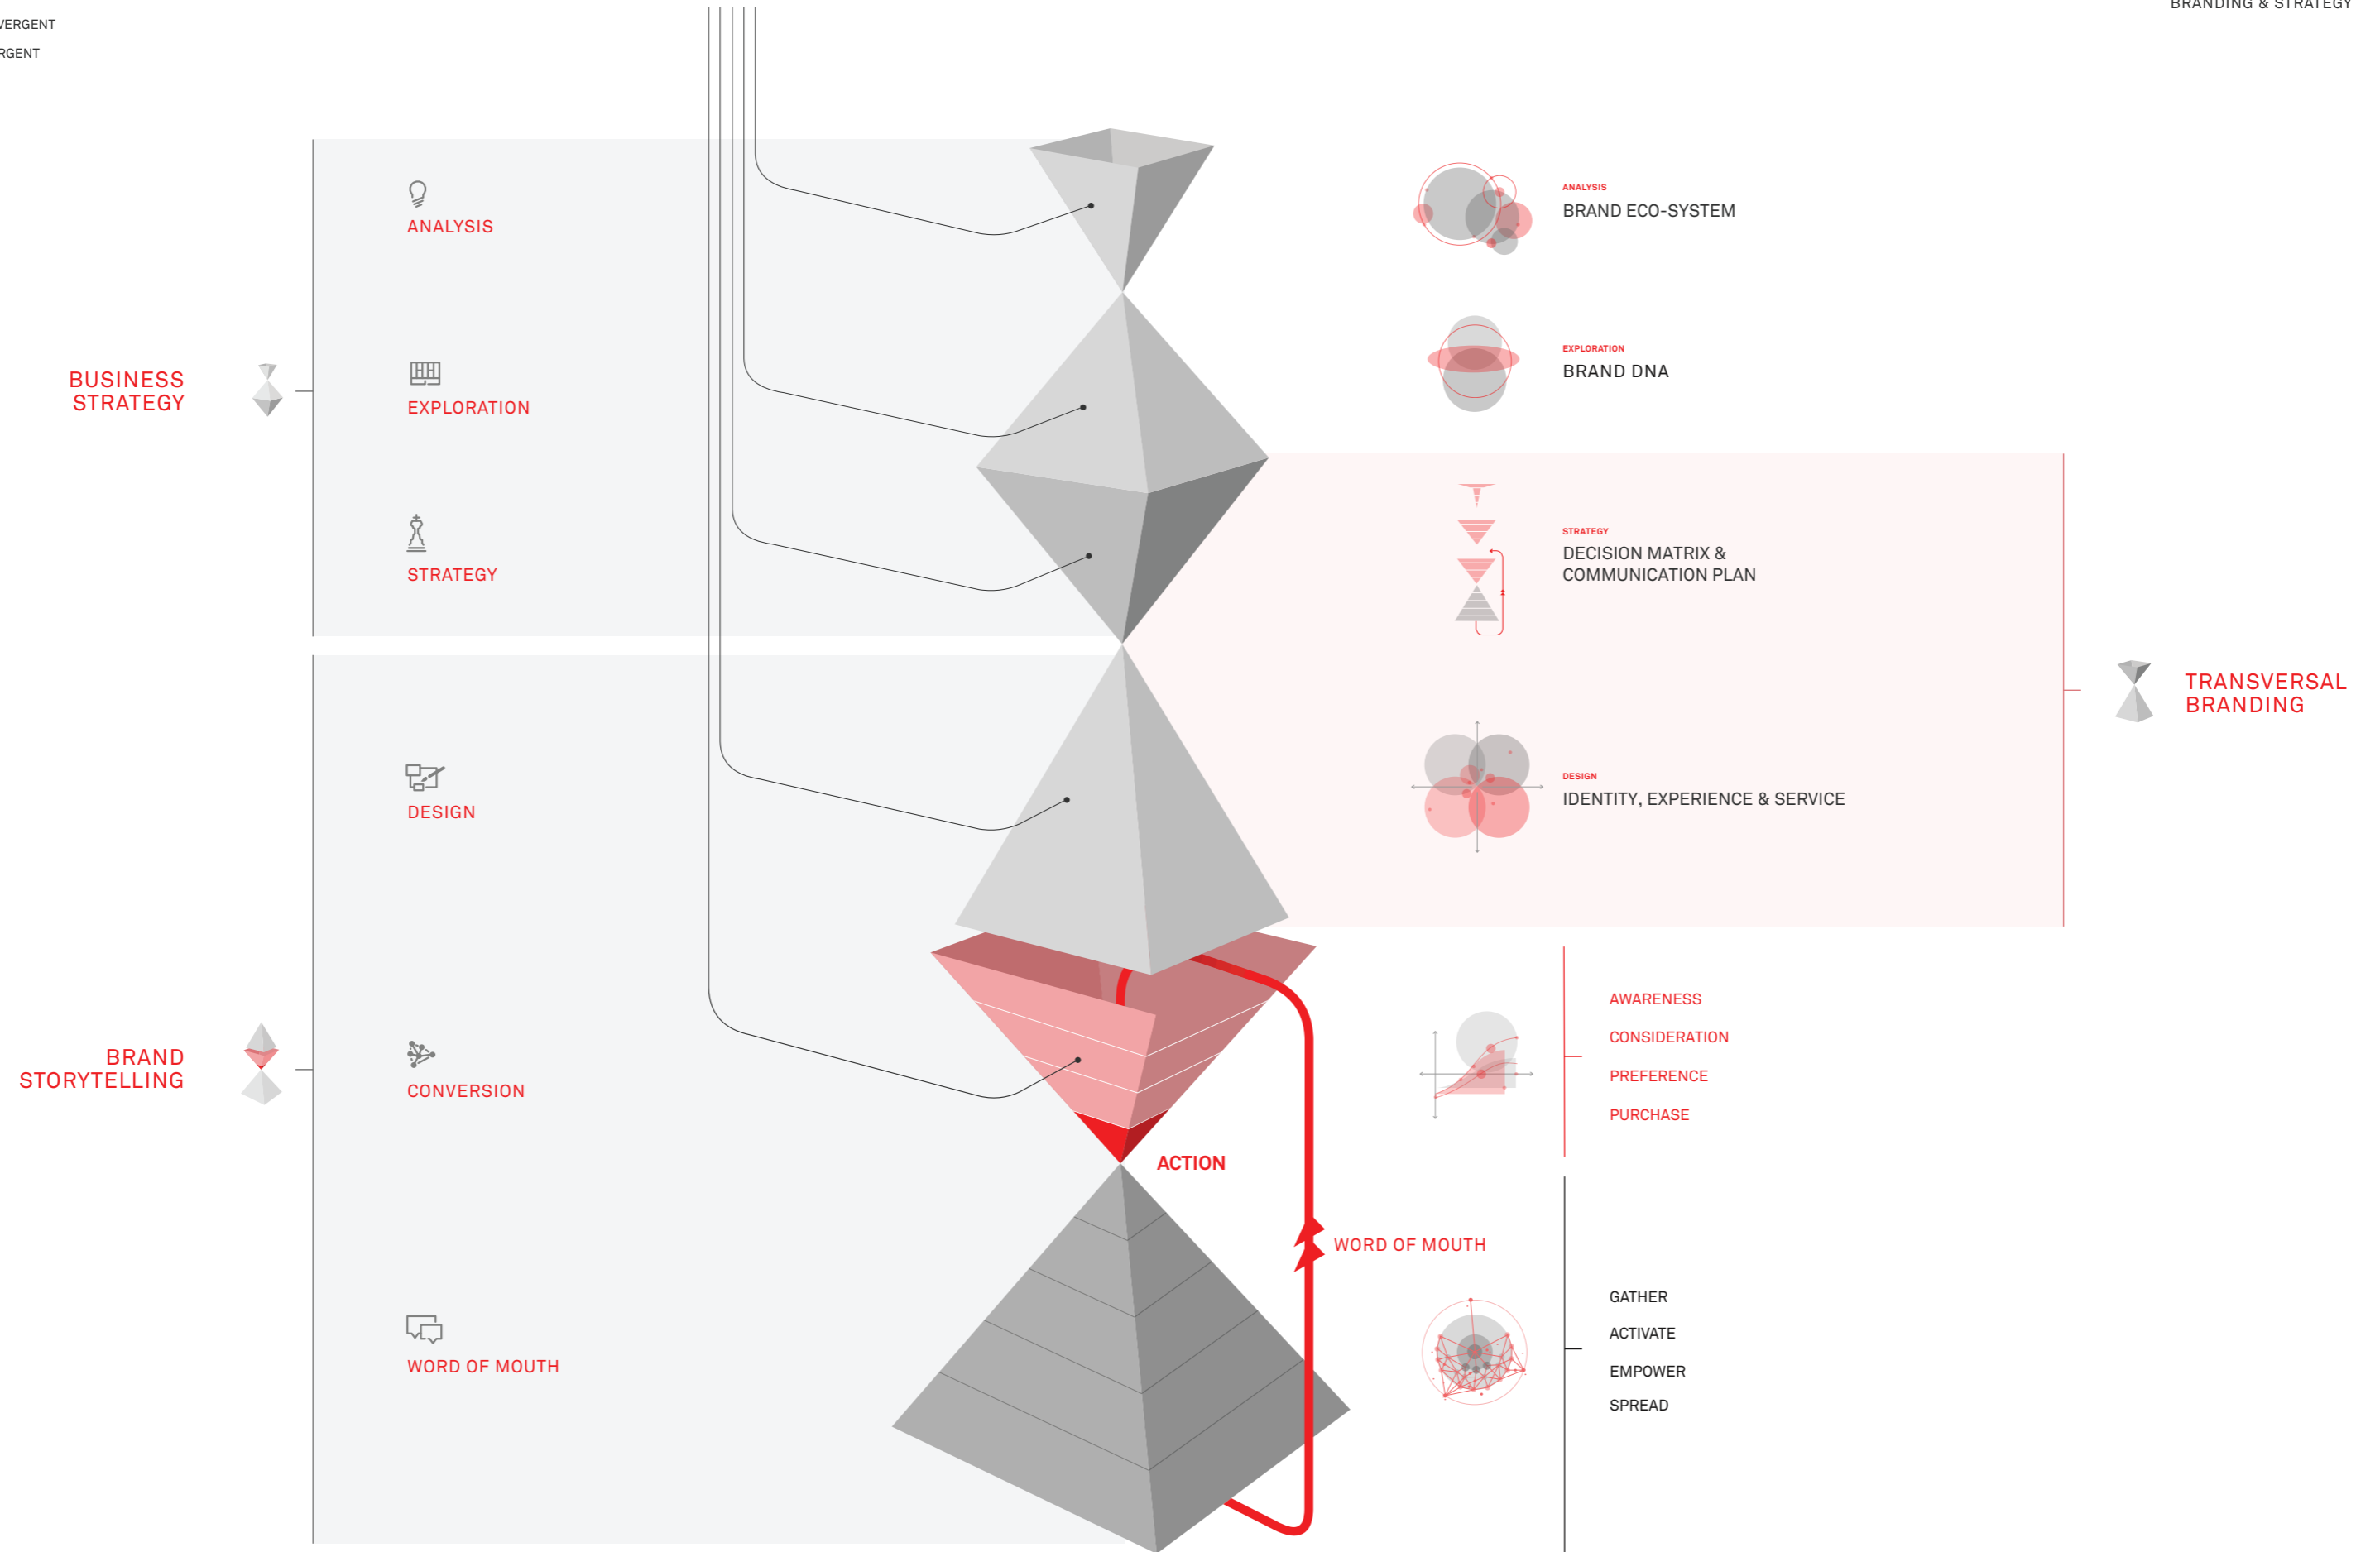 VERGENT
RGENT
BRANDING & STRATEGY
BUSINESS
STRATEGY
ANALYSIS
EXPLORATION
STRATEGY
ANALYSIS
BRAND ECO-SYSTEM
EXPLORATION
BRAND DNA
STRATEGY
DECISION MATRIX &
COMMUNICATION PLAN
TRANSVERSAL
BRANDING
DESIGN
IDENTITY, EXPERIENCE & SERVICE
BRAND
STORYTELLING
DESIGN
CONVERSION
WORD OF MOUTH
AWARENESS
CONSIDERATION
PREFERENCE
PURCHASE
ACTION
WORD OF MOUTH
GATHER
ACTIVATE
EMPOWER
SPREAD